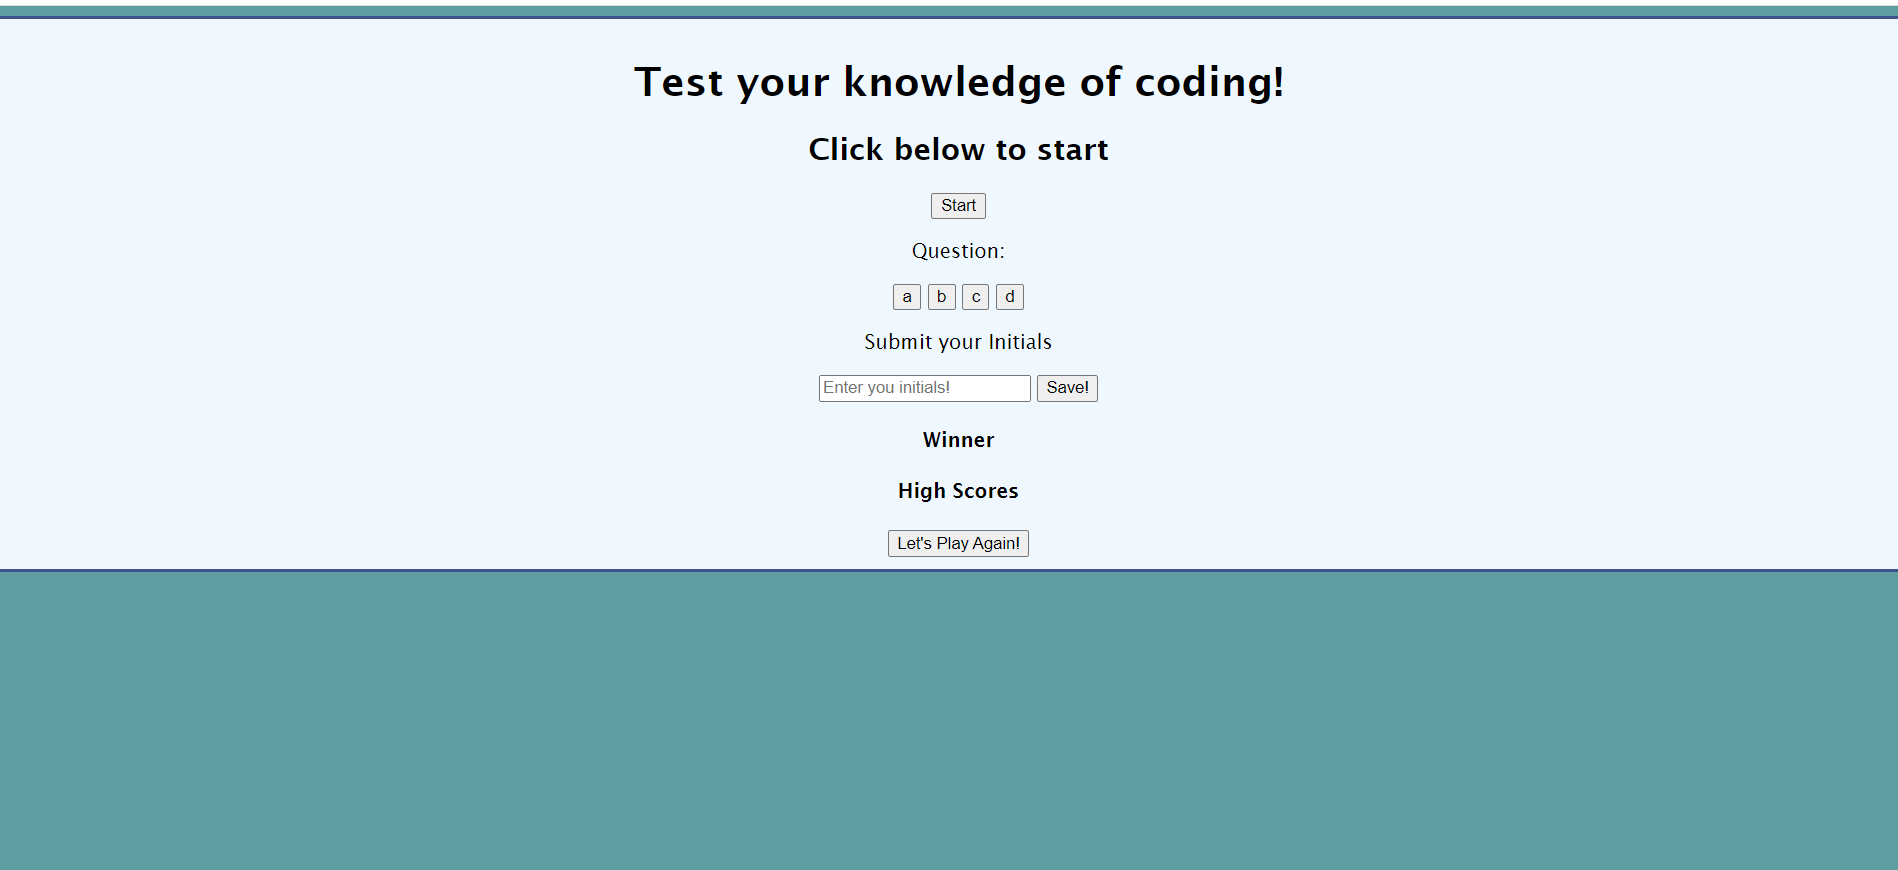 Test your knowledge of coding!
Click below to start
Start
Question:
a b c d
Submit your Initials
Enter you initials! Save!
Winner
High Scores
Let's Play Again!